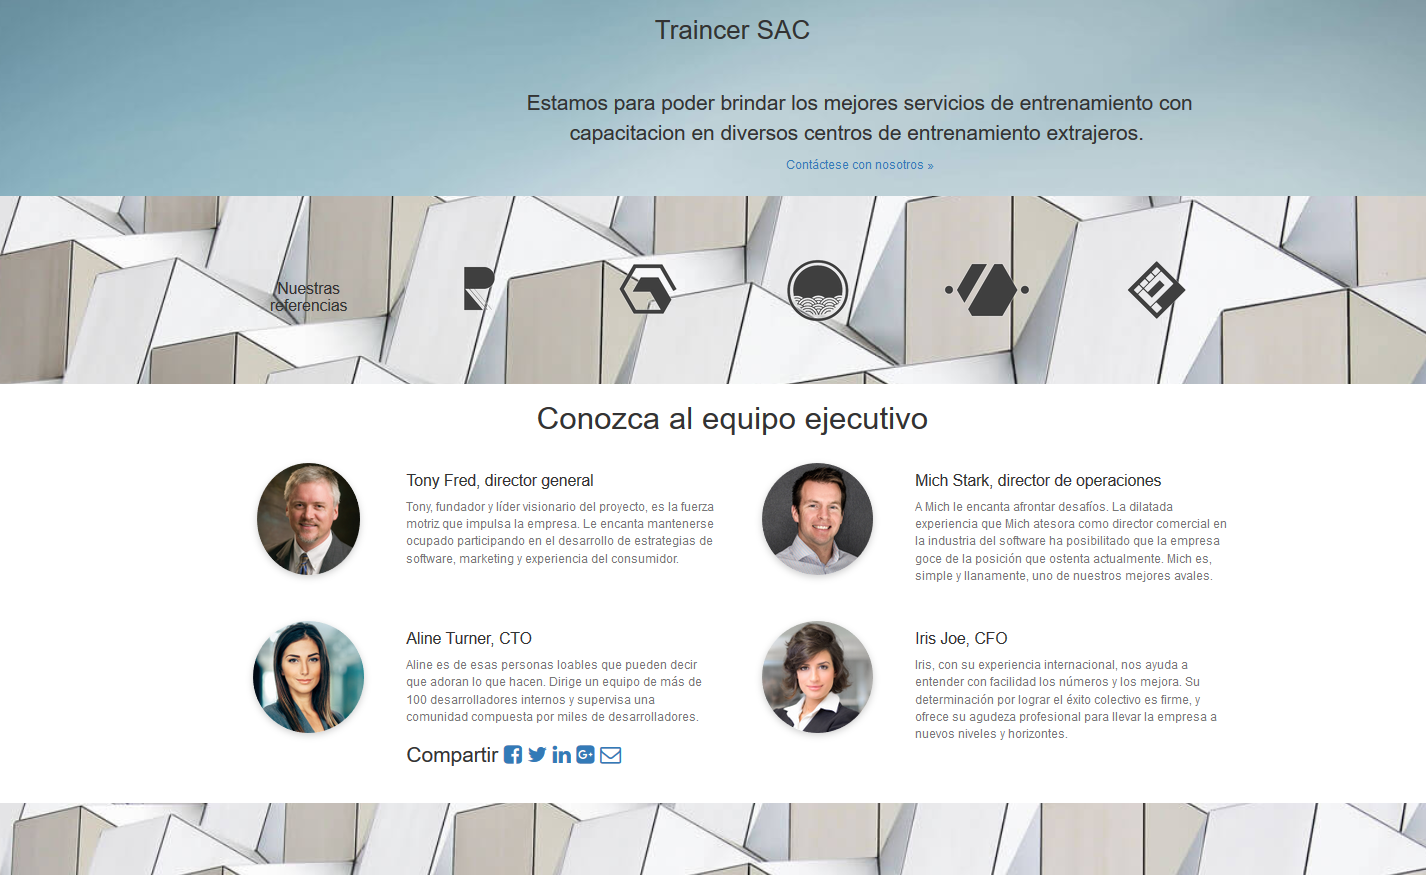 Traincer SAC
Estamos para poder brindar los mejores servicios de entrenamiento con
capacitacion en diversos centros de entrenamiento extrajeros.
Contáctese con nosotros »
Nuestras
referencias
Conozca al equipo ejecutivo
Tony Fred, director general
Tony, fundador y líder visionario del proyecto, es la fuerza
motriz que impulsa la empresa. Le encanta mantenerse
ocupado participando en el desarrollo de estrategias de
software, marketing y experiencia del consumidor.
Mich Stark, director de operaciones
A Mich le encanta afrontar desafíos. La dilatada
experiencia que Mich atesora como director comercial en
la industria del software ha posibilitado que la empresa
goce de la posición que ostenta actualmente. Mich es,
simple y llanamente, uno de nuestros mejores avales.
Aline Turner, CTO
Aline es de esas personas loables que pueden decir
que adoran lo que hacen. Dirige un equipo de más de
100 desarrolladores internos y supervisa una
comunidad compuesta por miles de desarrolladores.
Iris Joe, CFO
Iris, con su experiencia internacional, nos ayuda a
entender con facilidad los números y los mejora. Su
determinación por lograr el éxito colectivo es firme, y
ofrece su agudeza profesional para llevar la empresa a
nuevos niveles y horizontes.
Compartir